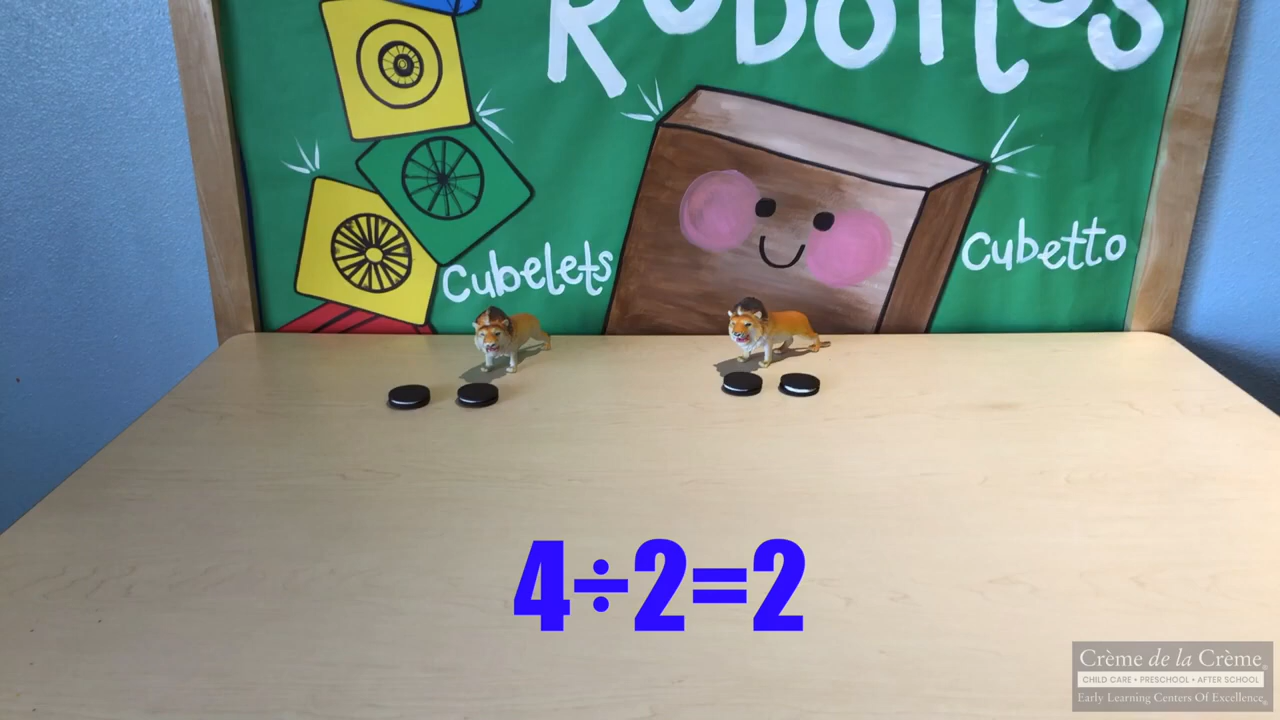 Robotics
Cubelets
Cubetto
4÷2=2
Crème de la Crème®
CHILD CARE • PRESCHOOL • AFTER SCHOOL
Early Learning Centers Of Excellence®